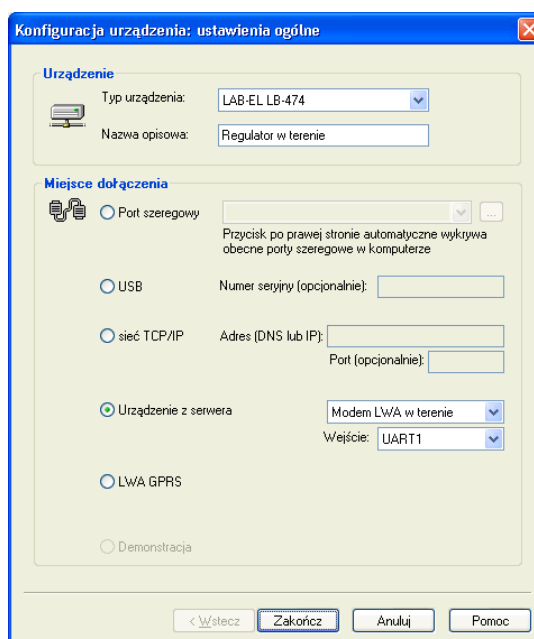 Konfiguracja urządzenia: ustawienia ogólne
Urządzenie
Typ urządzenia: LAB-EL LB-474
Nazwa opisowa: Regulator w terenie
Miejsce dołączenia
Port szeregowy ...
Przycisk po prawej stronie automatyczne wykrywa
obecne porty szeregowe w komputerze
USB Numer seryjny (opcjonalnie):
sieć TCP/IP Adres (DNS lub IP):
Port (opcjonalnie):
Urządzenie z serwera Modem LWA w terenie
Wejście: UART1
LWA GPRS
Demonstracja
< Wstecz Zakończ Anuluj Pomoc